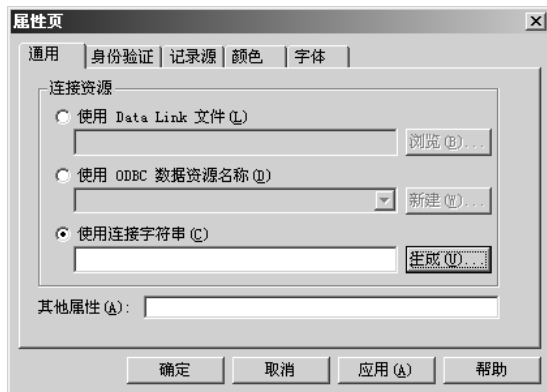 属性页
通用 身份验证 记录源 颜色 字体
连接资源
使用 Data Link 文件(L)
浏览(B)...
使用 ODBC 数据资源名称(D)
新建(W)...
使用连接字符串(C)
生成(U)...
其他属性(A):
确定 取消 应用(A) 帮助